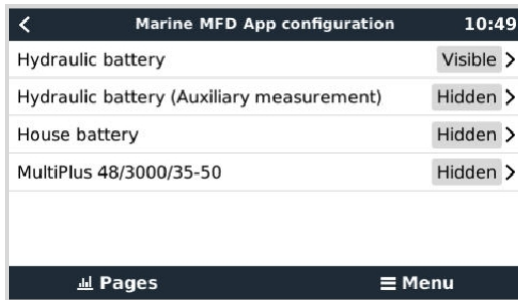 Marine MFD App configuration 10:49
Hydraulic battery Visible
Hydraulic battery (Auxiliary measurement) Hidden
House battery Hidden
MultiPlus 48/3000/35-50 Hidden
Pages Menu